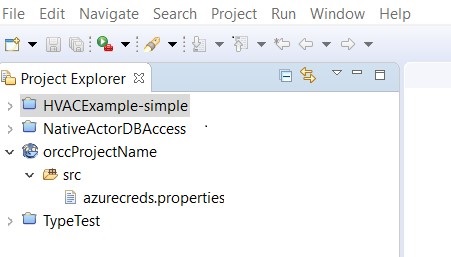 File Edit Navigate Search Project Run Window Help
Project Explorer
HVACExample-simple
NativeActorDBAccess
orccProjectName
src
azurecreds.properties
TypeTest